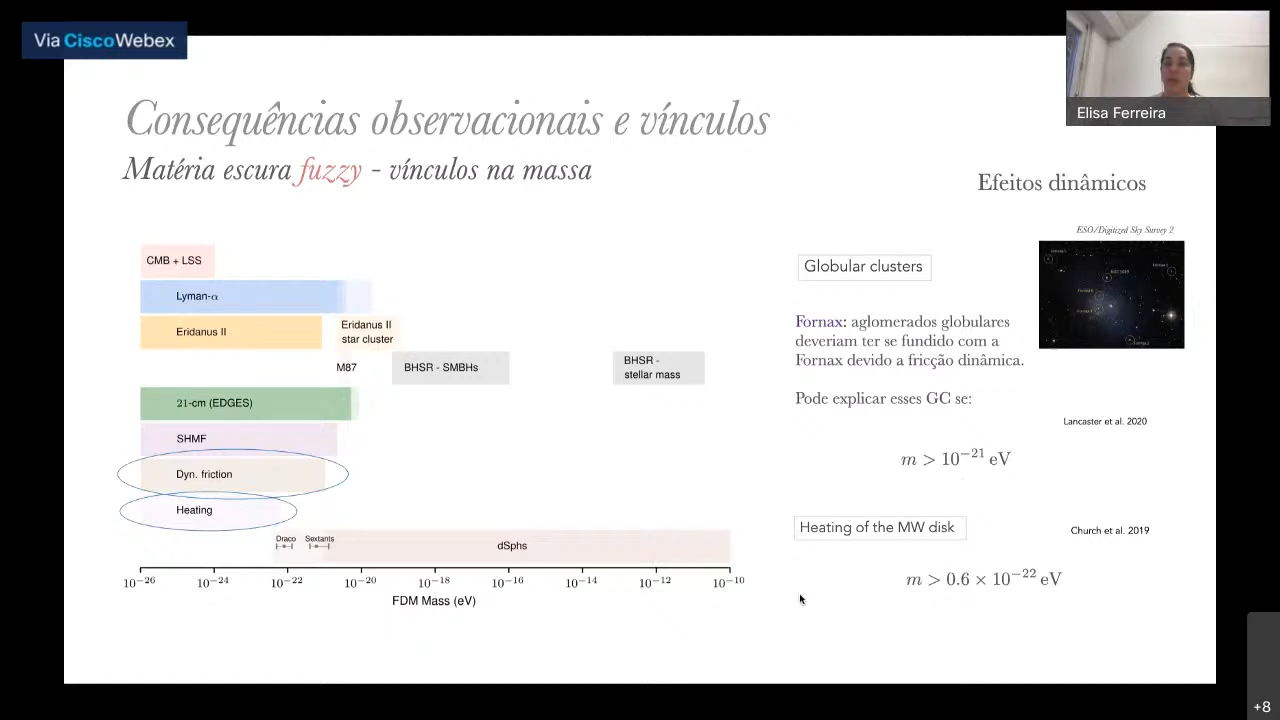 Via CiscoWebex
Elisa Ferreira
Consequências observacionais e vínculos
Matéria escura fuzzy - vínculos na massa
Efeitos dinâmicos
ESO/Digitized Sky Survey 2
CMB + LSS
Lyman-α
Eridanus II
Eridanus II
star cluster
M87
BHSR - SMBHs
BHSR -
stellar mass
21-cm (EDGES)
SHMF
Dyn. friction
Heating
Draco
Sextants
dSphs
10⁻²⁶ 10⁻²⁴ 10⁻²² 10⁻²⁰ 10⁻¹⁸ 10⁻¹⁶ 10⁻¹⁴ 10⁻¹² 10⁻¹⁰
FDM Mass (eV)
Globular clusters
Fornax: aglomerados globulares
deveriam ter se fundido com a
Fornax devido a fricção dinâmica.
Pode explicar esses GC se:
Lancaster et al. 2020
m > 10⁻²¹ eV
Heating of the MW disk
Church et al. 2019
m > 0.6 × 10⁻²² eV
+8